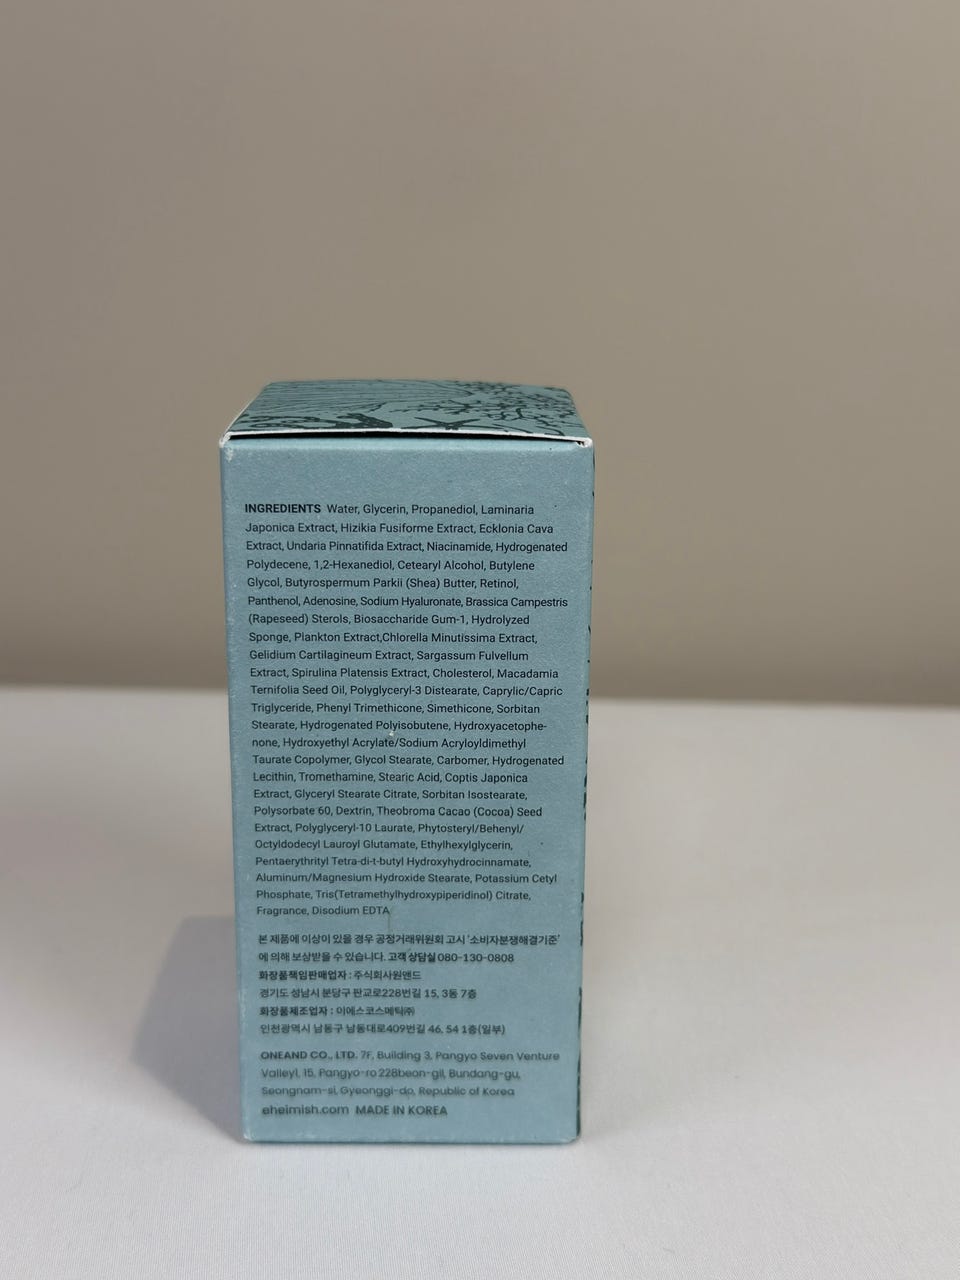 INGREDIENTS Water, Glycerin, Propanediol, Laminaria
Japonica Extract, Hizikia Fusiforme Extract, Ecklonia Cava
Extract, Undaria Pinnatifida Extract, Niacinamide, Hydrogenated
Polydecene, 1,2-Hexanediol, Cetearyl Alcohol, Butylene
Glycol, Butyrospermum Parkii (Shea) Butter, Retinol,
Panthenol, Adenosine, Sodium Hyaluronate, Brassica Campestris
(Rapeseed) Sterols, Biosaccharide Gum-1, Hydrolyzed
Sponge, Plankton Extract,Chlorella Minutissima Extract,
Gelidium Cartilagineum Extract, Sargassum Fulvellum
Extract, Spirulina Platensis Extract, Cholesterol, Macadamia
Ternifolia Seed Oil, Polyglyceryl-3 Distearate, Caprylic/Capric
Triglyceride, Phenyl Trimethicone, Simethicone, Sorbitan
Stearate, Hydrogenated Polyisobutene, Hydroxyacetophe-
none, Hydroxyethyl Acrylate/Sodium Acryloyldimethyl
Taurate Copolymer, Glycol Stearate, Carbomer, Hydrogenated
Lecithin, Tromethamine, Stearic Acid, Coptis Japonica
Extract, Glyceryl Stearate Citrate, Sorbitan Isostearate,
Polysorbate 60, Dextrin, Theobroma Cacao (Cocoa) Seed
Extract, Polyglyceryl-10 Laurate, Phytosteryl/Behenyl/
Octyldodecyl Lauroyl Glutamate, Ethylhexylglycerin,
Pentaerythrityl Tetra-di-t-butyl Hydroxyhydrocinnamate,
Aluminum/Magnesium Hydroxide Stearate, Potassium Cetyl
Phosphate, Tris(Tetramethylhydroxypiperidinol) Citrate,
Fragrance, Disodium EDTA
본 제품에 이상이 있을 경우 공정거래위원회 고시 '소비자분쟁해결기준'
에 의해 보상받을 수 있습니다. 고객 상담실 080-130-0808
화장품책임판매업자 : 주식회사원앤드
경기도 성남시 분당구 판교로228번길 15, 3동 7층
화장품제조업자 : 이에스코스메틱㈜
인천광역시 남동구 남동대로409번길 46, 54 1층(일부)
ONEAND CO., LTD. 7F, Building 3, Pangyo Seven Venture
Valleyl, 15, Pangyo-ro 228beon-gil, Bundang-gu,
Seongnam-si, Gyeonggi-do, Republic of Korea
eheimish.com MADE IN KOREA